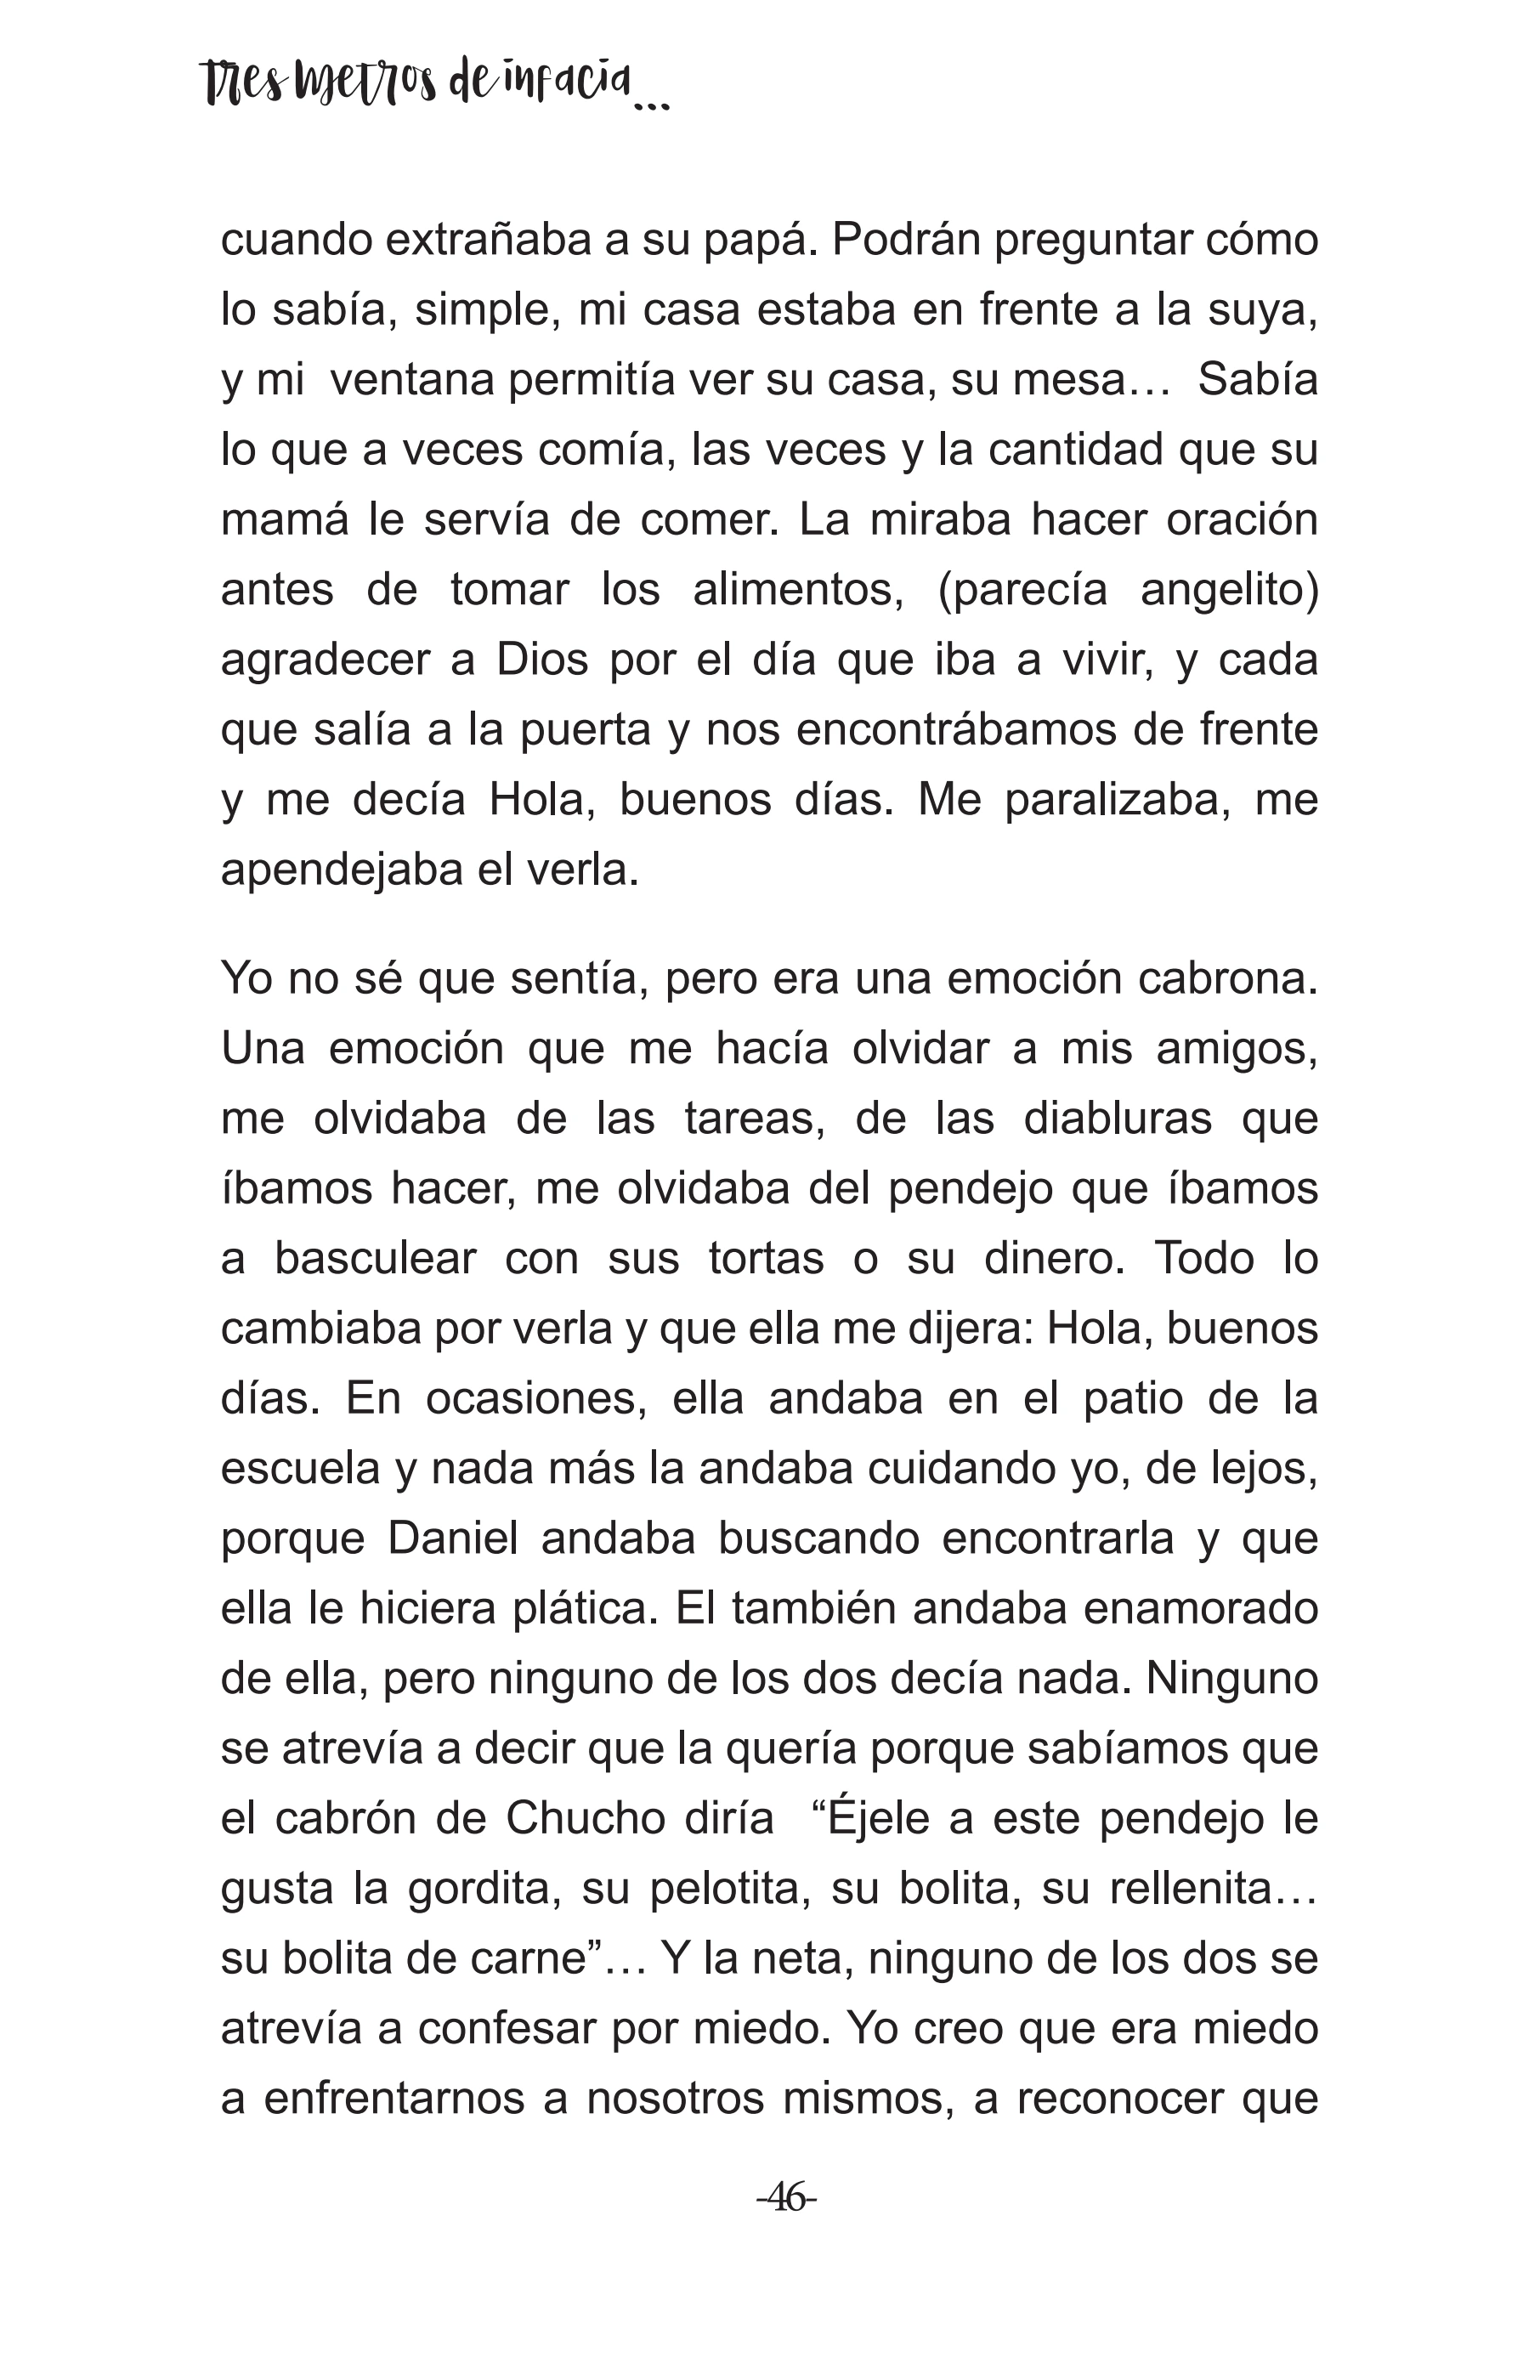 Tres metros de infacia...
cuando extrañaba a su papá. Podrán preguntar cómo
lo sabía, simple, mi casa estaba en frente a la suya,
y mi  ventana permitía ver su casa, su mesa…  Sabía
lo que a veces comía, las veces y la cantidad que su
mamá le servía de comer. La miraba hacer oración
antes de tomar los alimentos, (parecía angelito)
agradecer a Dios por el día que iba a vivir, y cada
que salía a la puerta y nos encontrábamos de frente
y me decía Hola, buenos días. Me paralizaba, me
apendejaba el verla.
Yo no sé que sentía, pero era una emoción cabrona.
Una emoción que me hacía olvidar a mis amigos,
me olvidaba de las tareas, de las diabluras que
íbamos hacer, me olvidaba del pendejo que íbamos
a basculear con sus tortas o su dinero. Todo lo
cambiaba por verla y que ella me dijera: Hola, buenos
días. En ocasiones, ella andaba en el patio de la
escuela y nada más la andaba cuidando yo, de lejos,
porque Daniel andaba buscando encontrarla y que
ella le hiciera plática. El también andaba enamorado
de ella, pero ninguno de los dos decía nada. Ninguno
se atrevía a decir que la quería porque sabíamos que
el cabrón de Chucho diría  “Éjele a este pendejo le
gusta la gordita, su pelotita, su bolita, su rellenita…
su bolita de carne”… Y la neta, ninguno de los dos se
atrevía a confesar por miedo. Yo creo que era miedo
a enfrentarnos a nosotros mismos, a reconocer que
-46-